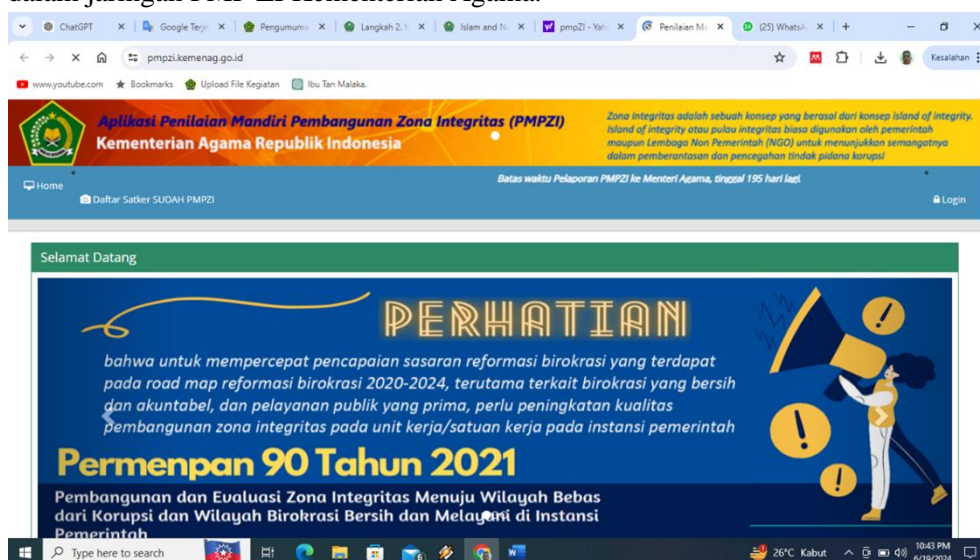 dalam jaringan PMPZI Kementerian Agama.
ChatGPT
Google Terje
Pengumuma
Langkah 2.
Islam and N
pmpZI - Yah
Penilaian Ma
(25) WhatsA
pmpzi.kemenag.go.id
Kesalahan
www.youtube.com
Bookmarks
Upload File Kegiatan
Ibu Tan Malaka.
Aplikasi Penilaian Mandiri Pembangunan Zona Integritas (PMPZI)
Kementerian Agama Republik Indonesia
Zona Integritas adalah sebuah konsep yang berasal dari konsep island of integrity.
Island of integrity atau pulau integritas biasa digunakan oleh pemerintah
maupun Lembaga Non Pemerintah (NGO) untuk menunjukkan semangatnya
dalam pemberantasan dan pencegahan tindak pidana korupsi
Batas waktu Pelaporan PMPZI ke Menteri Agama, tinggal 195 hari lagi.
Home
Daftar Satker SUDAH PMPZI
Login
Selamat Datang
PERHATIAN
bahwa untuk mempercepat pencapaian sasaran reformasi birokrasi yang terdapat
pada road map reformasi birokrasi 2020-2024, terutama terkait birokrasi yang bersih
dan akuntabel, dan pelayanan publik yang prima, perlu peningkatan kualitas
pembangunan zona integritas pada unit kerja/satuan kerja pada instansi pemerintah
Permenpan 90 Tahun 2021
Pembangunan dan Evaluasi Zona Integritas Menuju Wilayah Bebas
dari Korupsi dan Wilayah Birokrasi Bersih dan Melayani di Instansi
Pemerintah
Type here to search
26°C Kabut
10:43 PM
6/19/2024